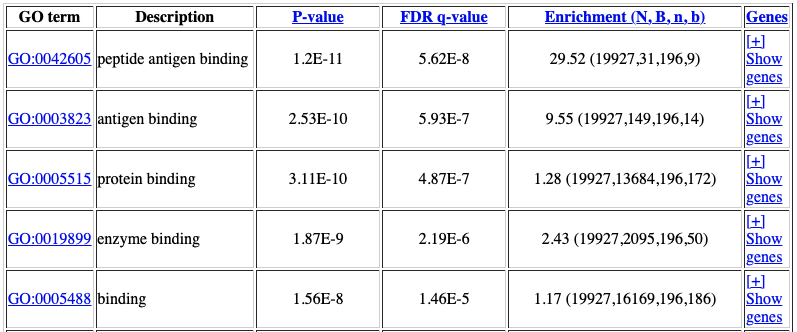 GO term Description P-value FDR q-value Enrichment (N, B, n, b) Genes
GO:0042605 peptide antigen binding 1.2E-11 5.62E-8 29.52 (19927,31,196,9) [+] Show genes
GO:0003823 antigen binding 2.53E-10 5.93E-7 9.55 (19927,149,196,14) [+] Show genes
GO:0005515 protein binding 3.11E-10 4.87E-7 1.28 (19927,13684,196,172) [+] Show genes
GO:0019899 enzyme binding 1.87E-9 2.19E-6 2.43 (19927,2095,196,50) [+] Show genes
GO:0005488 binding 1.56E-8 1.46E-5 1.17 (19927,16169,196,186) [+] Show genes